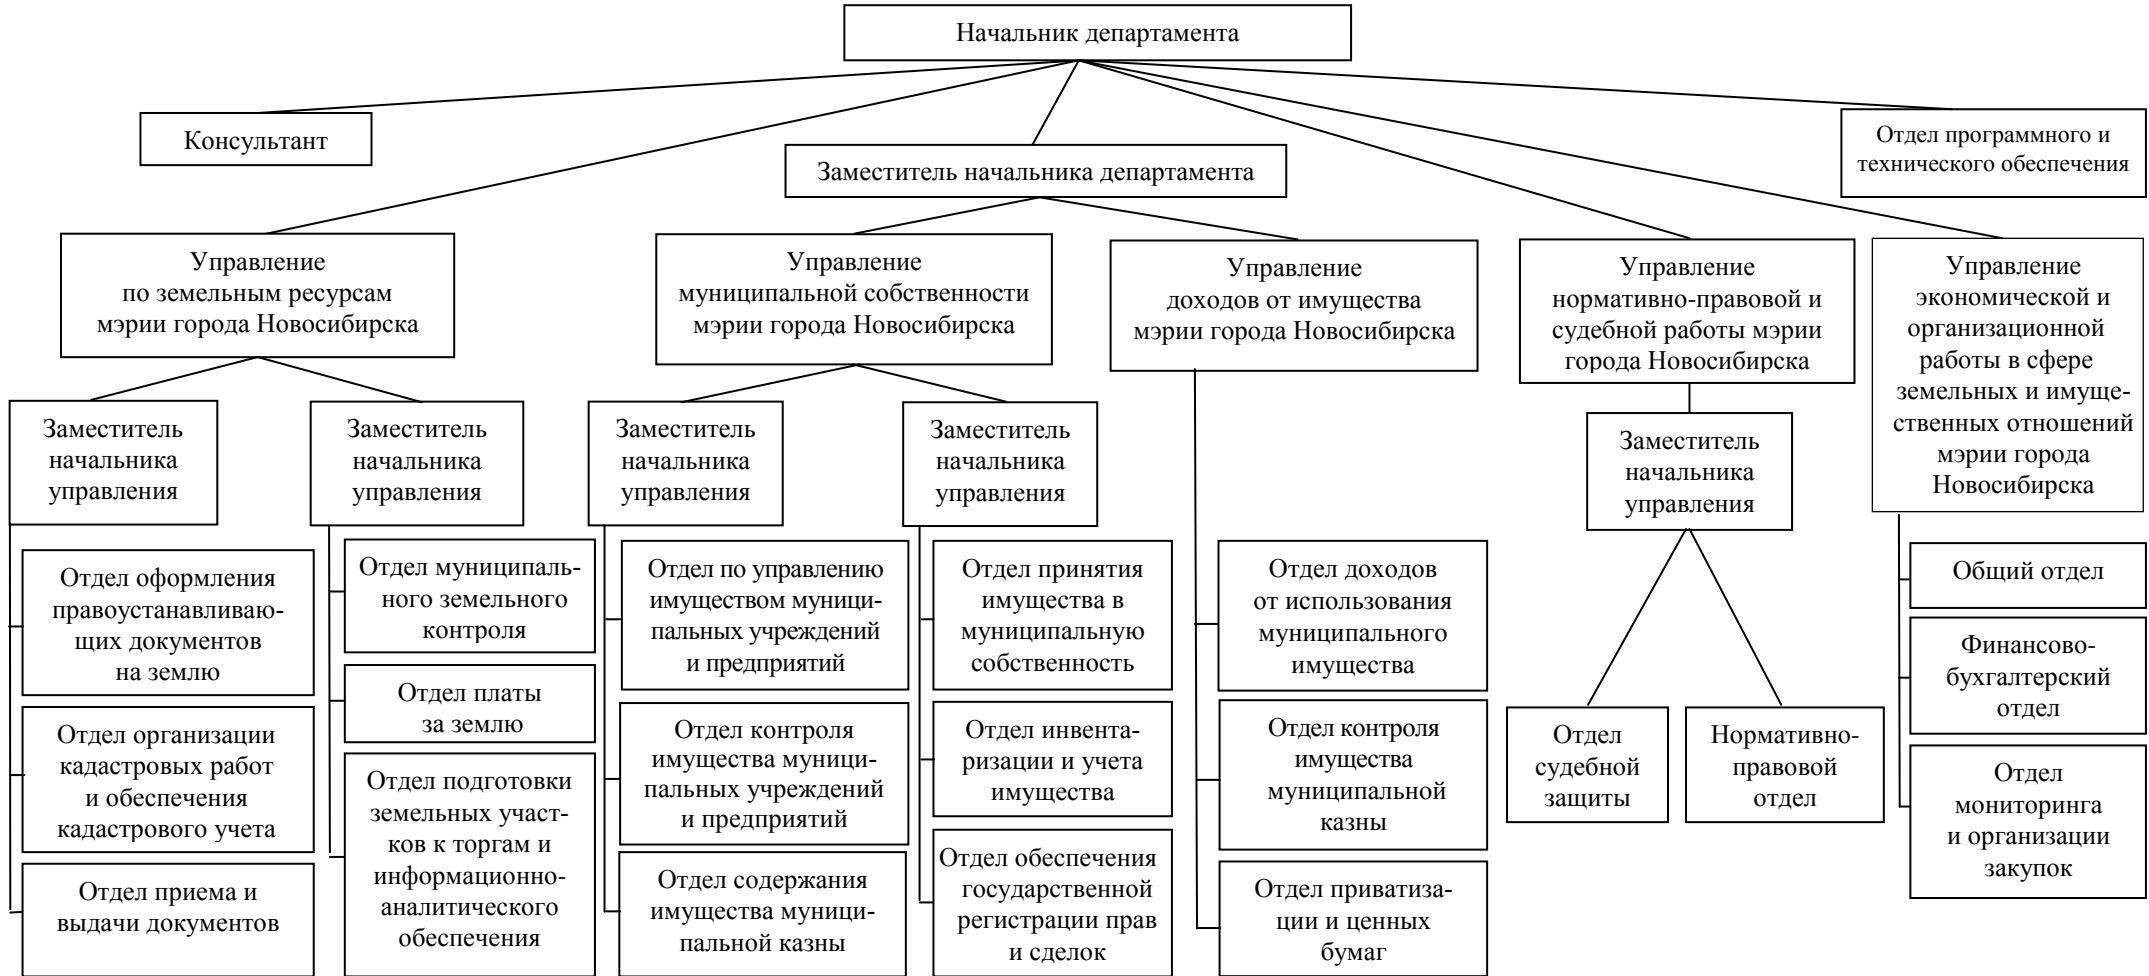 Начальник департамента
Консультант
Заместитель начальника департамента
Отдел программного и
технического обеспечения
Управление
по земельным ресурсам
мэрии города Новосибирска
Управление
муниципальной собственности
мэрии города Новосибирска
Управление
доходов от имущества
мэрии города Новосибирска
Управление
нормативно-правовой и
судебной работы мэрии
города Новосибирска
Управление
экономической и
организационной
работы в сфере
земельных и имуще-
ственных отношений
мэрии города
Новосибирска
Заместитель
начальника
управления
Заместитель
начальника
управления
Заместитель
начальника
управления
Заместитель
начальника
управления
Заместитель
начальника
управления
Отдел оформления
правоустанавливаю-
щих документов
на землю
Отдел организации
кадастровых работ
и обеспечения
кадастрового учета
Отдел приема и
выдачи документов
Отдел муниципаль-
ного земельного
контроля
Отдел платы
за землю
Отдел подготовки
земельных участ-
ков к торгам и
информационно-
аналитического
обеспечения
Отдел по управлению
имуществом муници-
пальных учреждений
и предприятий
Отдел контроля
имущества муници-
пальных учреждений
и предприятий
Отдел содержания
имущества муници-
пальной казны
Отдел принятия
имущества в
муниципальную
собственность
Отдел инвента-
ризации и учета
имущества
Отдел обеспечения
государственной
регистрации прав
и сделок
Отдел доходов
от использования
муниципального
имущества
Отдел контроля
имущества
муниципальной
казны
Отдел приватиза-
ции и ценных
бумаг
Отдел
судебной
защиты
Нормативно-
правовой
отдел
Общий отдел
Финансово-
бухгалтерский
отдел
Отдел
мониторинга
и организации
закупок